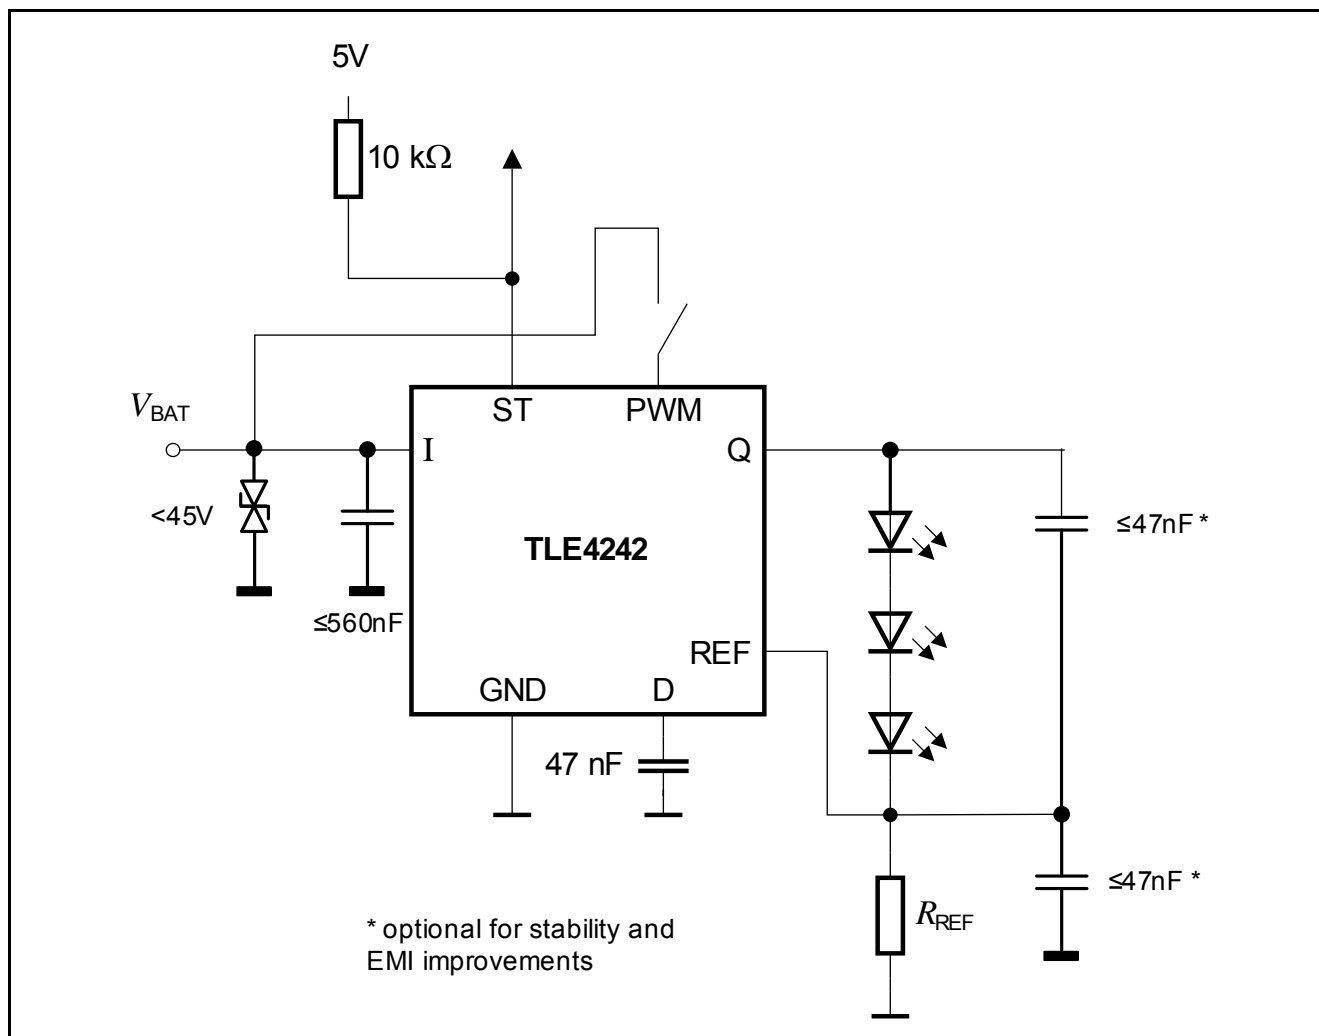 5V
10 kΩ
V_BAT
ST
PWM
I
Q
<45V
≤47nF *
TLE4242
≤560nF
REF
GND
D
47 nF
≤47nF *
R_REF
* optional for stability and
EMI improvements